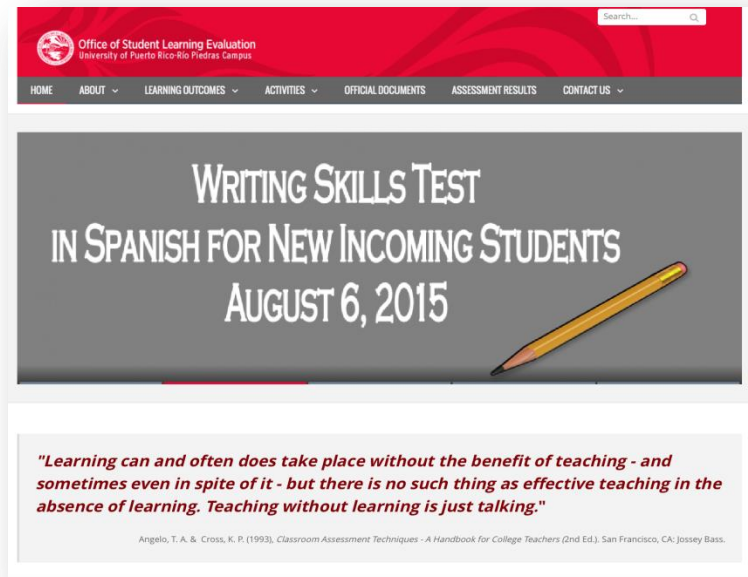 Search...
Office of Student Learning Evaluation
University of Puerto Rico-Río Piedras Campus
HOME ABOUT LEARNING OUTCOMES ACTIVITIES OFFICIAL DOCUMENTS ASSESSMENT RESULTS CONTACT US
WRITING SKILLS TEST
IN SPANISH FOR NEW INCOMING STUDENTS
AUGUST 6, 2015
"Learning can and often does take place without the benefit of teaching - and
sometimes even in spite of it - but there is no such thing as effective teaching in the
absence of learning. Teaching without learning is just talking."
Angelo, T. A. & Cross, K. P. (1993), Classroom Assessment Techniques - A Handbook for College Teachers (2nd Ed.). San Francisco, CA: Jossey Bass.